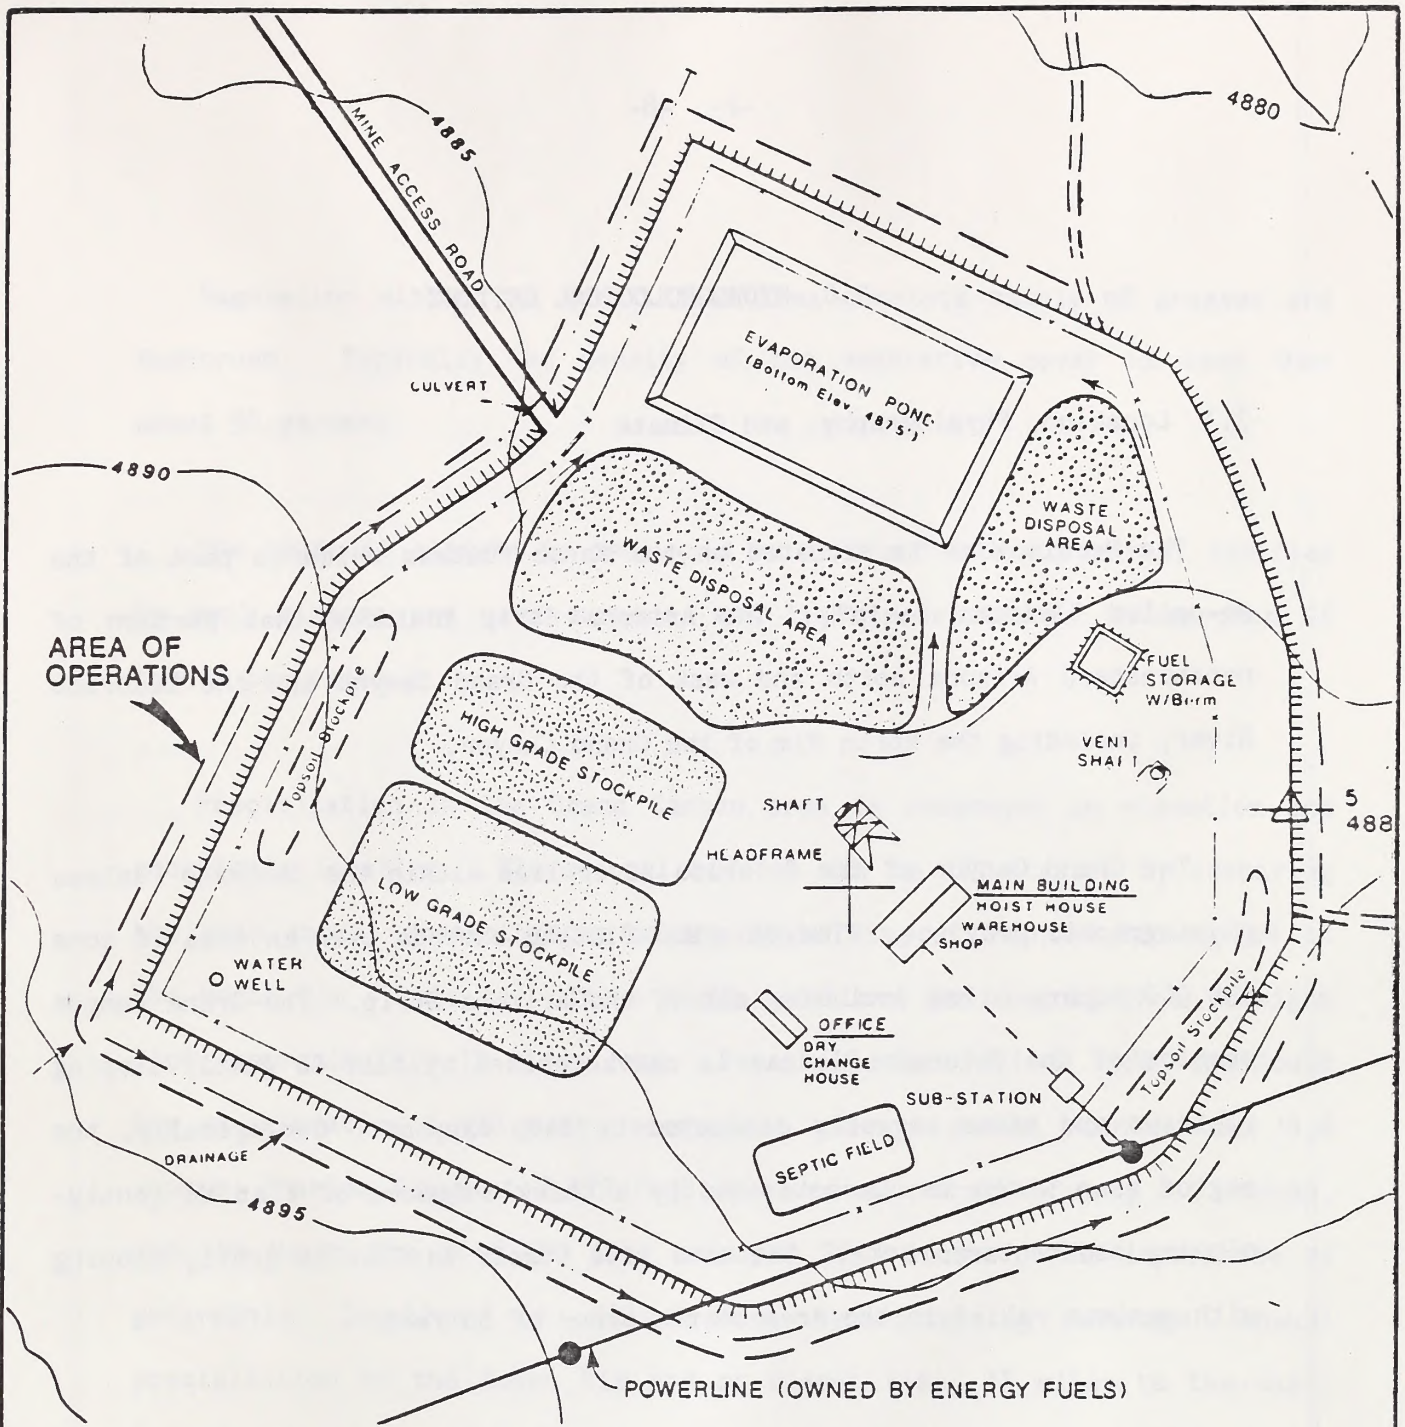 4880
4885
MINE ACCESS ROAD
CULVERT
EVAPORATION POND
(Bottom Elev. 4875')
4890
WASTE
DISPOSAL
AREA
WASTE DISPOSAL
AREA
AREA OF
OPERATIONS
Topsoil Stockpile
FUEL
STORAGE
W/Berm
HIGH GRADE STOCKPILE
VENT
SHAFT
SHAFT
5
488
HEADFRAME
LOW GRADE STOCKPILE
MAIN BUILDING
HOIST HOUSE
WAREHOUSE
SHOP
WATER
WELL
OFFICE
DRY
CHANGE
HOUSE
Topsoil Stockpile
SUB-STATION
DRAINAGE
SEPTIC FIELD
4895
POWERLINE (OWNED BY ENERGY FUELS)